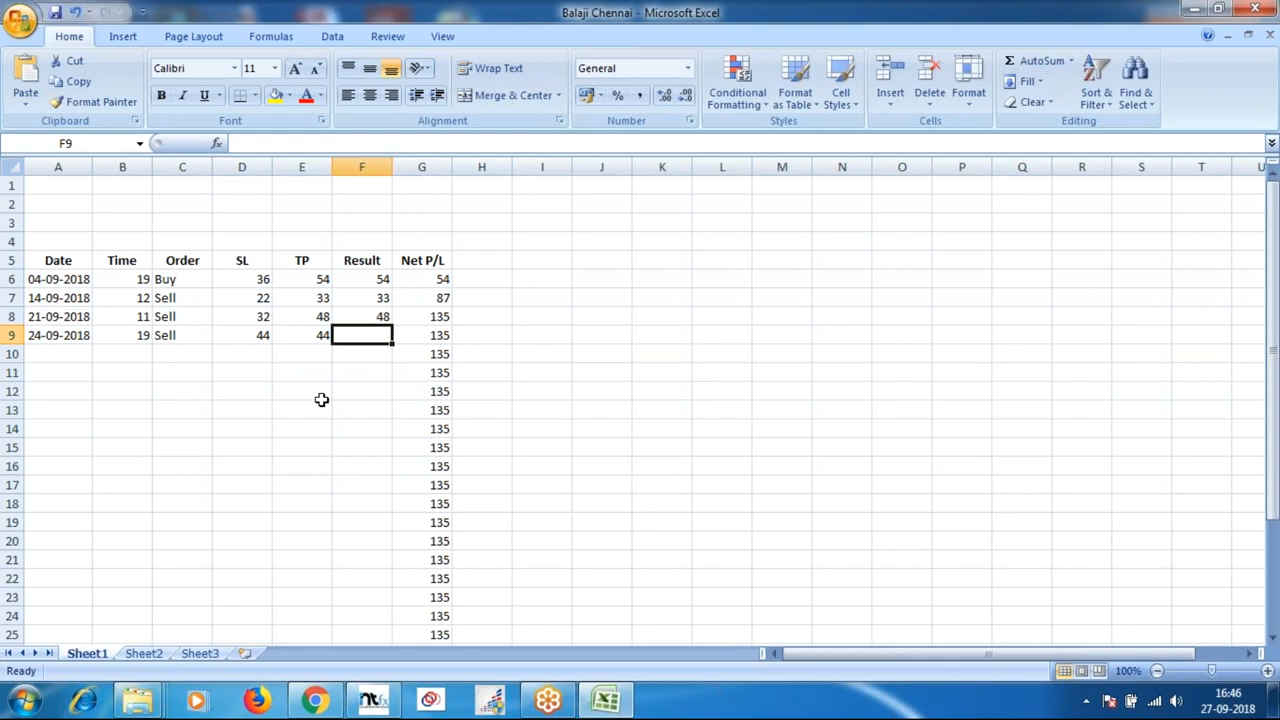 Balaji Chennai - Microsoft Excel
Home Insert Page Layout Formulas Data Review View
Cut
Copy
Format Painter
Paste
Clipboard
Calibri 11
Font
Wrap Text
Merge & Center
Alignment
General
Number
Conditional Formatting
Format as Table
Cell Styles
Styles
Insert Delete Format
Cells
AutoSum
Fill
Clear
Sort & Filter
Find & Select
Editing
F9 fx
A B C D E F G H I J K L M N O P Q R S T U
1
2
3
4
5 Date Time Order SL TP Result Net P/L
6 04-09-2018 19 Buy 36 54 54 54
7 14-09-2018 12 Sell 22 33 33 87
8 21-09-2018 11 Sell 32 48 48 135
9 24-09-2018 19 Sell 44 44 135
10 135
11 135
12 135
13 135
14 135
15 135
16 135
17 135
18 135
19 135
20 135
21 135
22 135
23 135
24 135
25 135
Sheet1 Sheet2 Sheet3
Ready 100%
ntfx
16:46
27-09-2018